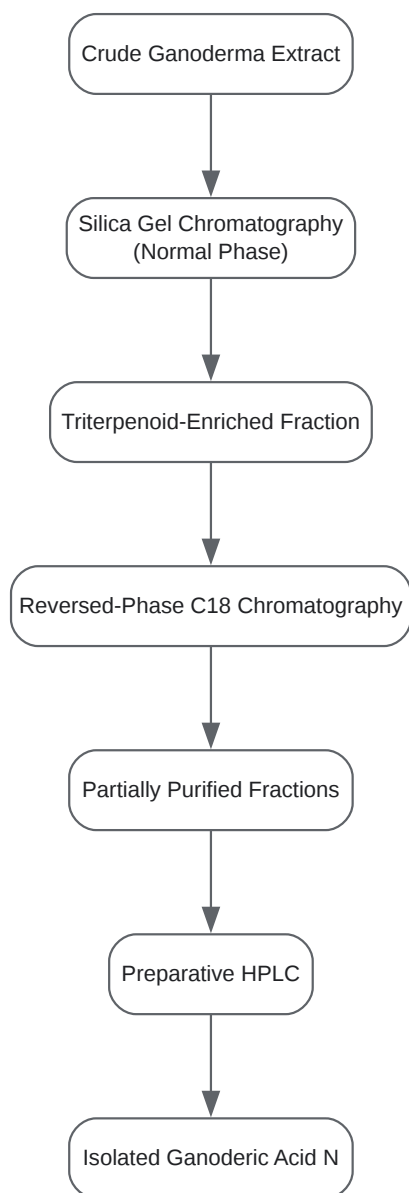 Crude Ganoderma Extract
Silica Gel Chromatography
(Normal Phase)
Triterpenoid-Enriched Fraction
Reversed-Phase C18 Chromatography
Partially Purified Fractions
Preparative HPLC
Isolated Ganoderic Acid N